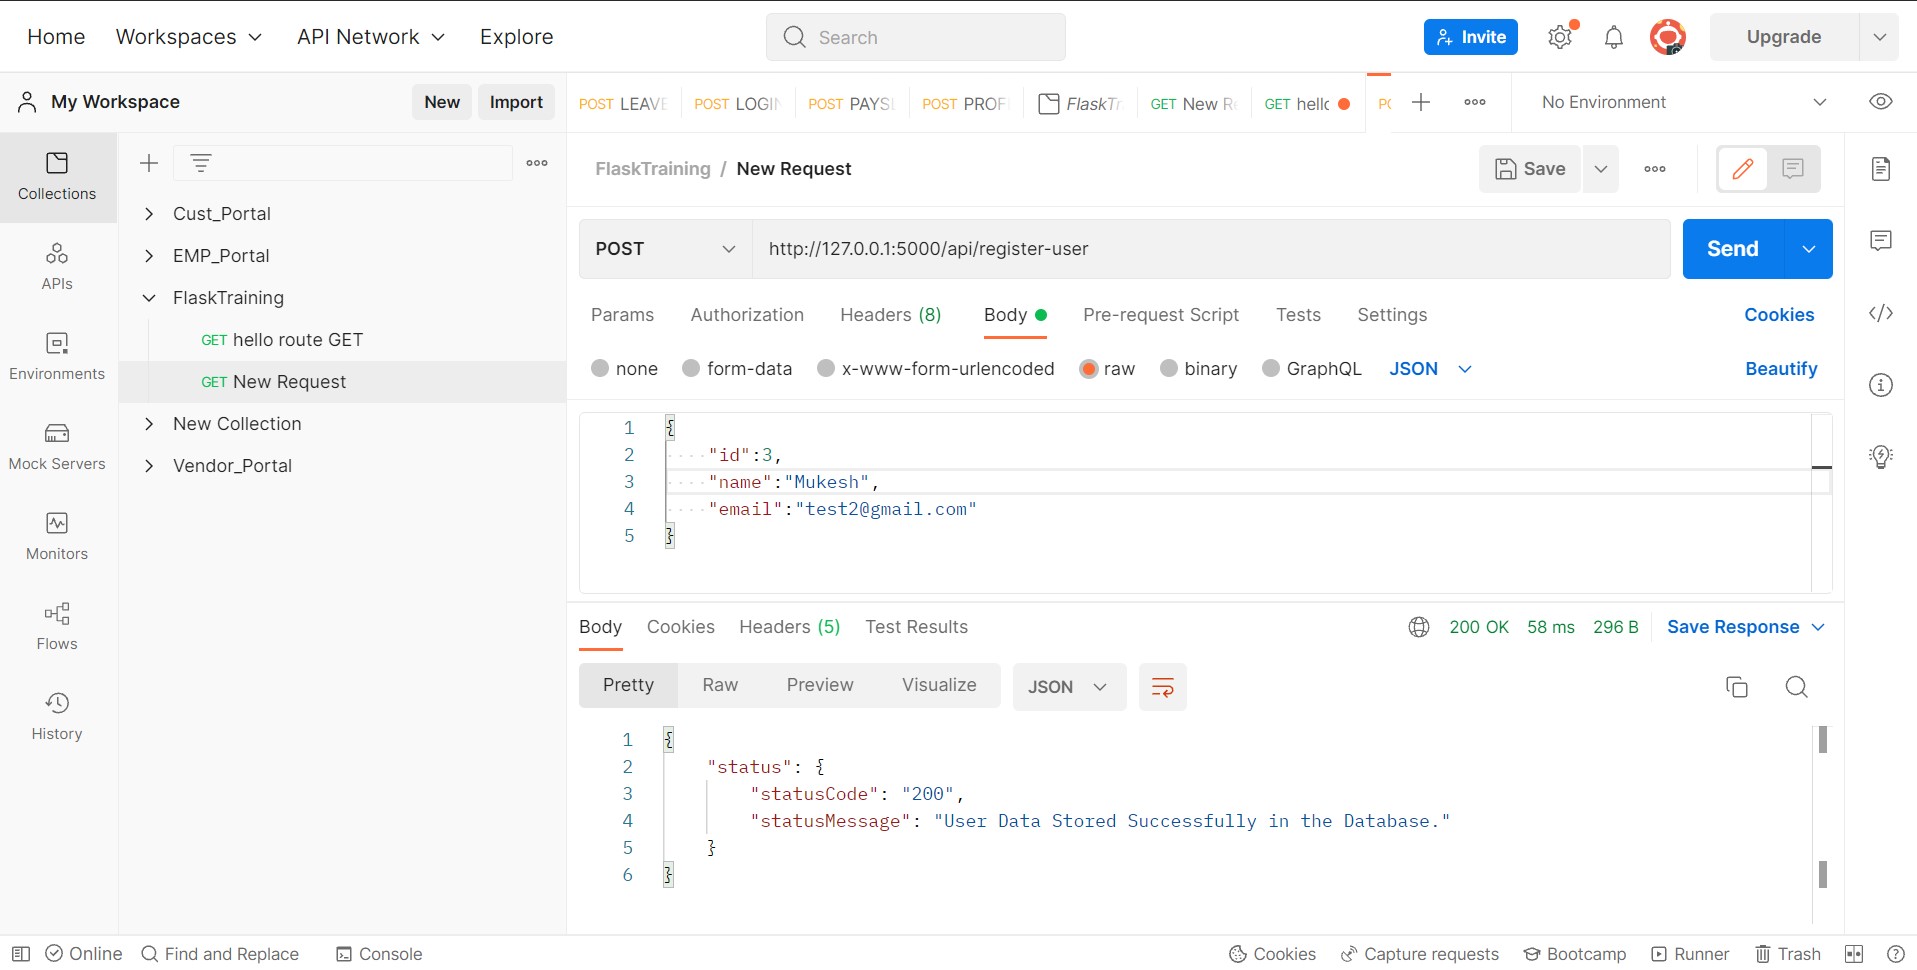 Home Workspaces API Network Explore Search Invite Upgrade
My Workspace New Import POST LEAVE POST LOGIN POST PAYSL POST PROFI FlaskTr GET New Re GET hello No Environment
Collections
APIs
Environments
Mock Servers
Monitors
Flows
History
Cust_Portal
EMP_Portal
FlaskTraining
GET hello route GET
GET New Request
New Collection
Vendor_Portal
FlaskTraining / New Request Save
POST http://127.0.0.1:5000/api/register-user Send
Params Authorization Headers (8) Body Pre-request Script Tests Settings Cookies
none form-data x-www-form-urlencoded raw binary GraphQL JSON Beautify
1 {
2 "id":3,
3 "name":"Mukesh",
4 "email":"test2@gmail.com"
5 }
Body Cookies Headers (5) Test Results 200 OK 58 ms 296 B Save Response
Pretty Raw Preview Visualize JSON
1 {
2 "status": {
3 "statusCode": "200",
4 "statusMessage": "User Data Stored Successfully in the Database."
5 }
6 }
Online Find and Replace Console Cookies Capture requests Bootcamp Runner Trash